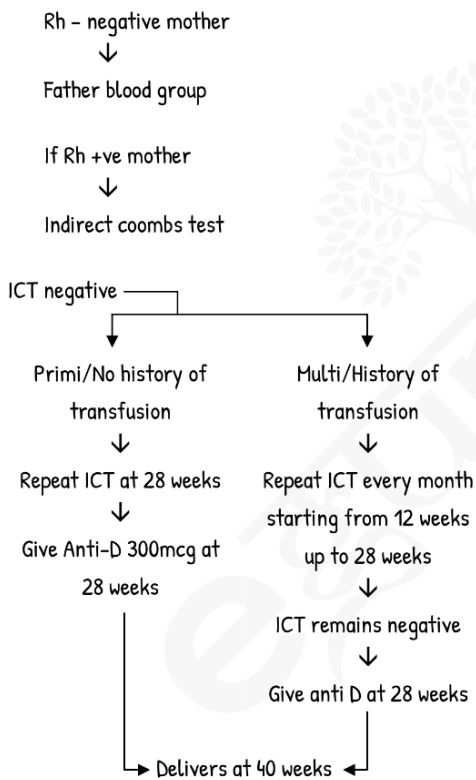 Rh – negative mother
Father blood group
If Rh +ve mother
Indirect coombs test
ICT negative
Primi/No history of
transfusion
Repeat ICT at 28 weeks
Give Anti-D 300mcg at
28 weeks
Multi/History of
transfusion
Repeat ICT every month
starting from 12 weeks
up to 28 weeks
ICT remains negative
Give anti D at 28 weeks
Delivers at 40 weeks